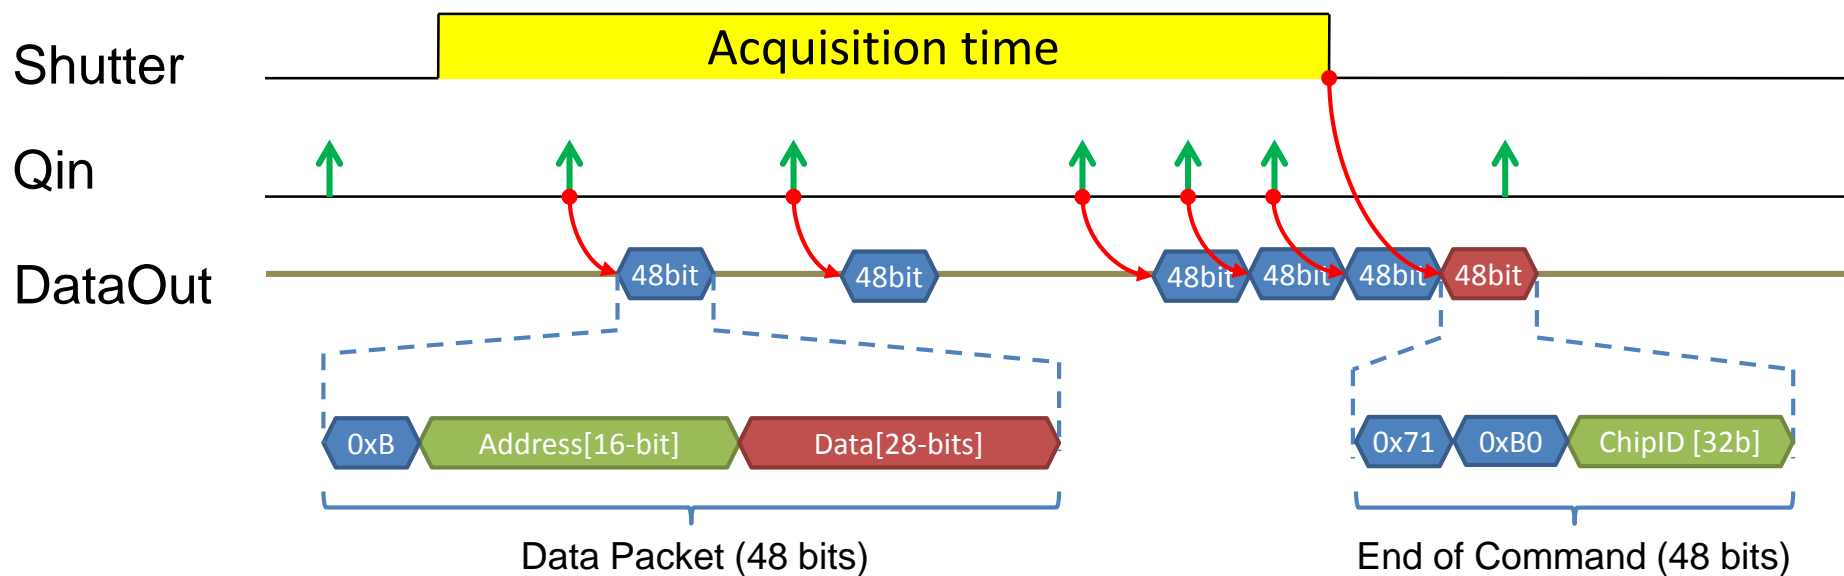 Shutter
Acquisition time
Qin
DataOut
48bit
48bit
48bit
48bit
48bit
48bit
0xB
Address[16-bit]
Data[28-bits]
0x71
0xB0
ChipID [32b]
Data Packet (48 bits)
End of Command (48 bits)